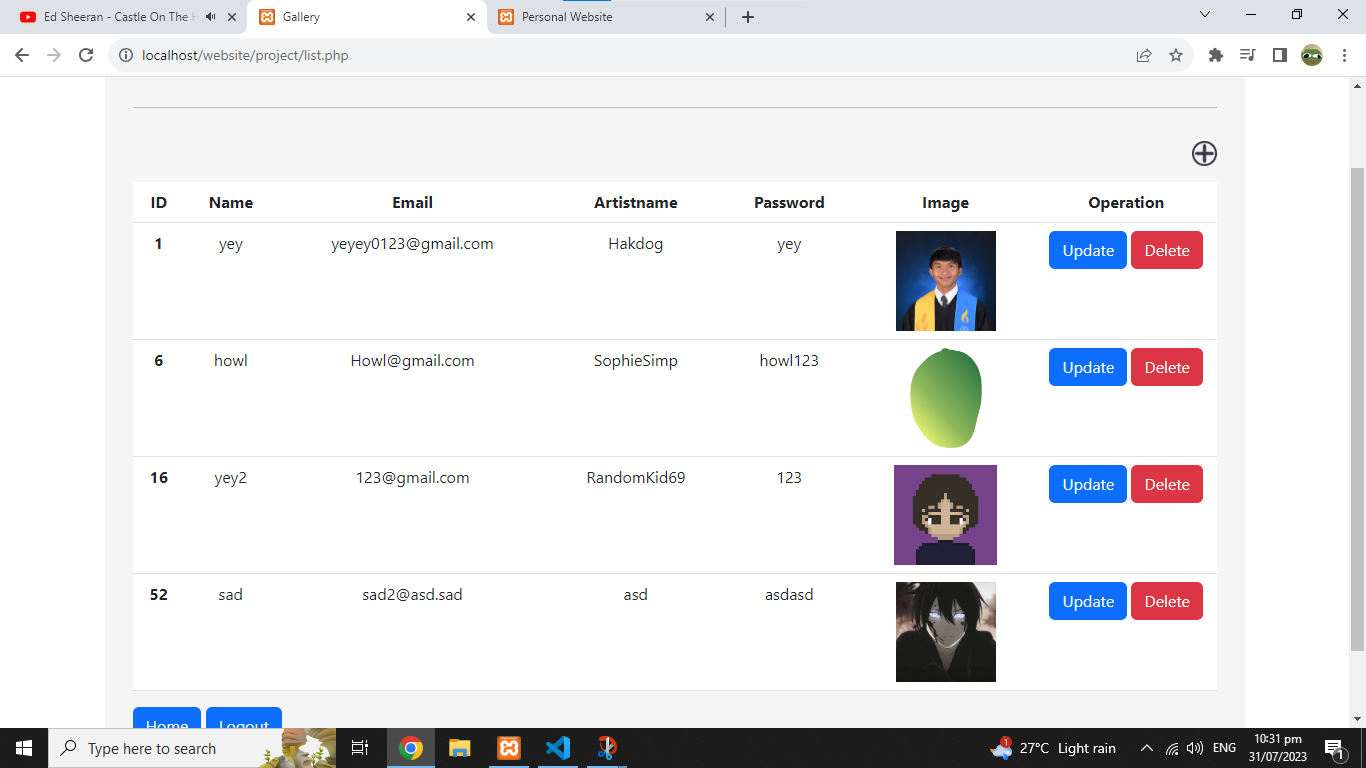 Ed Sheeran - Castle On The H
Gallery
Personal Website
localhost/website/project/list.php
ID Name Email Artistname Password Image Operation
1 yey yeyey0123@gmail.com Hakdog yey Update Delete
6 howl Howl@gmail.com SophieSimp howl123 Update Delete
16 yey2 123@gmail.com RandomKid69 123 Update Delete
52 sad sad2@asd.sad asd asdasd Update Delete
Home Logout
Type here to search
1
27°C Light rain
ENG
10:31 pm
31/07/2023
1